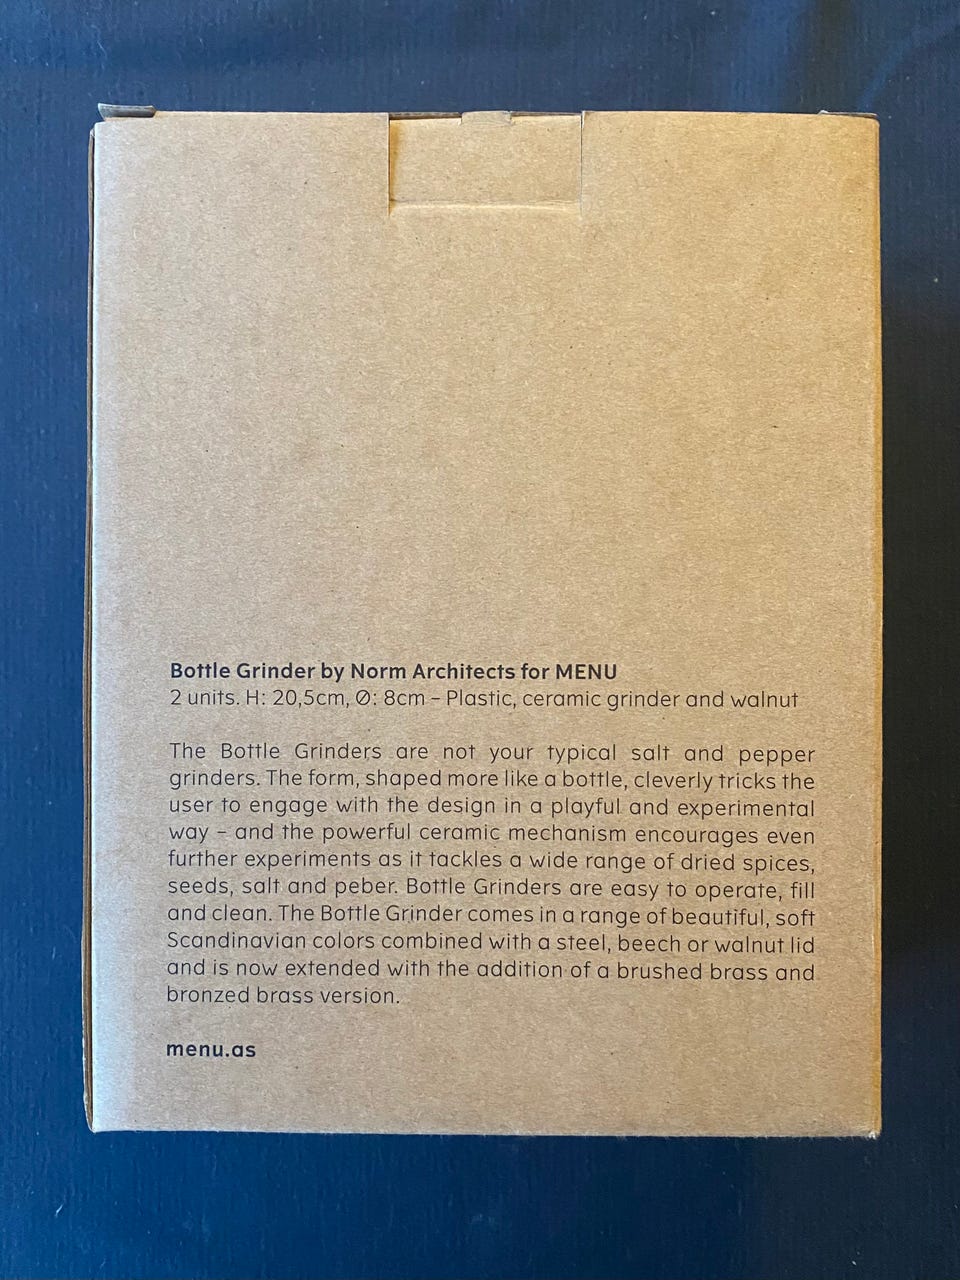 Bottle Grinder by Norm Architects for MENU
2 units. H: 20,5cm, Ø: 8cm – Plastic, ceramic grinder and walnut
The Bottle Grinders are not your typical salt and pepper
grinders. The form, shaped more like a bottle, cleverly tricks the
user to engage with the design in a playful and experimental
way – and the powerful ceramic mechanism encourages even
further experiments as it tackles a wide range of dried spices,
seeds, salt and peber. Bottle Grinders are easy to operate, fill
and clean. The Bottle Grinder comes in a range of beautiful, soft
Scandinavian colors combined with a steel, beech or walnut lid
and is now extended with the addition of a brushed brass and
bronzed brass version.
menu.as